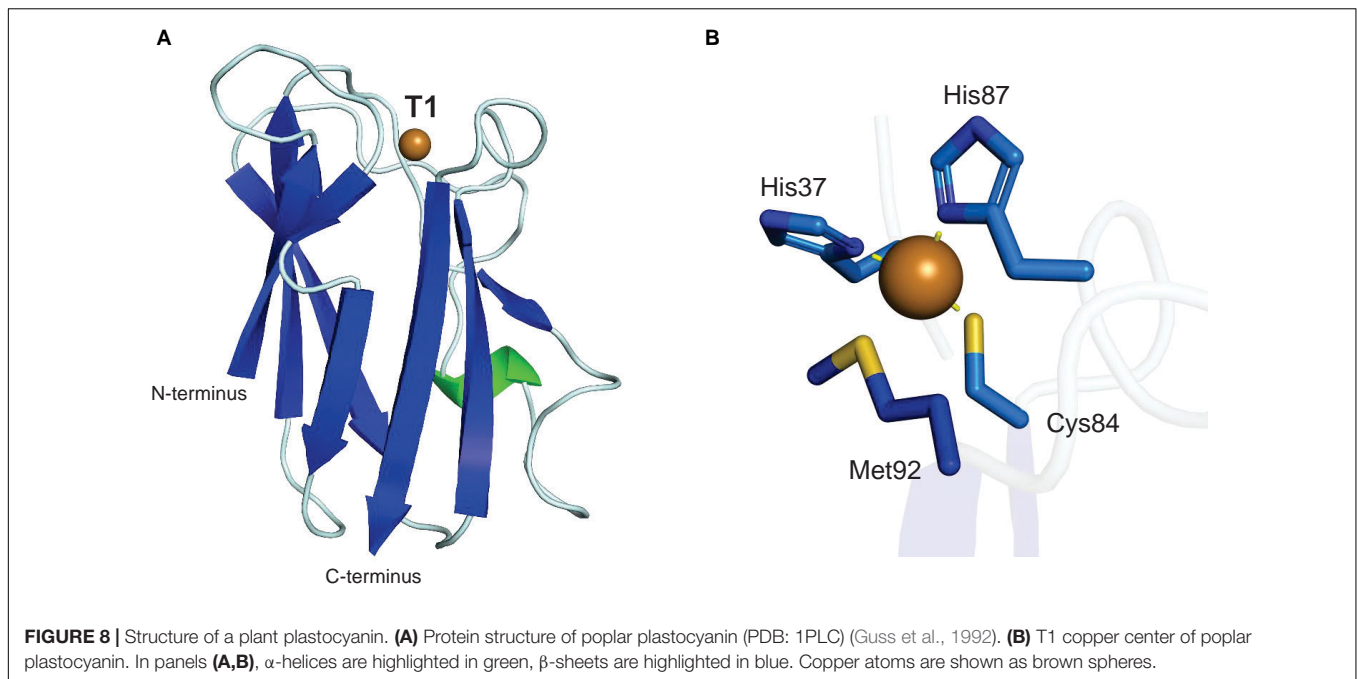 A
T1
N-terminus
C-terminus
B
His87
His37
Cys84
Met92
FIGURE 8 | Structure of a plant plastocyanin. (A) Protein structure of poplar plastocyanin (PDB: 1PLC) (Guss et al., 1992). (B) T1 copper center of poplar
plastocyanin. In panels (A,B), α-helices are highlighted in green, β-sheets are highlighted in blue. Copper atoms are shown as brown spheres.